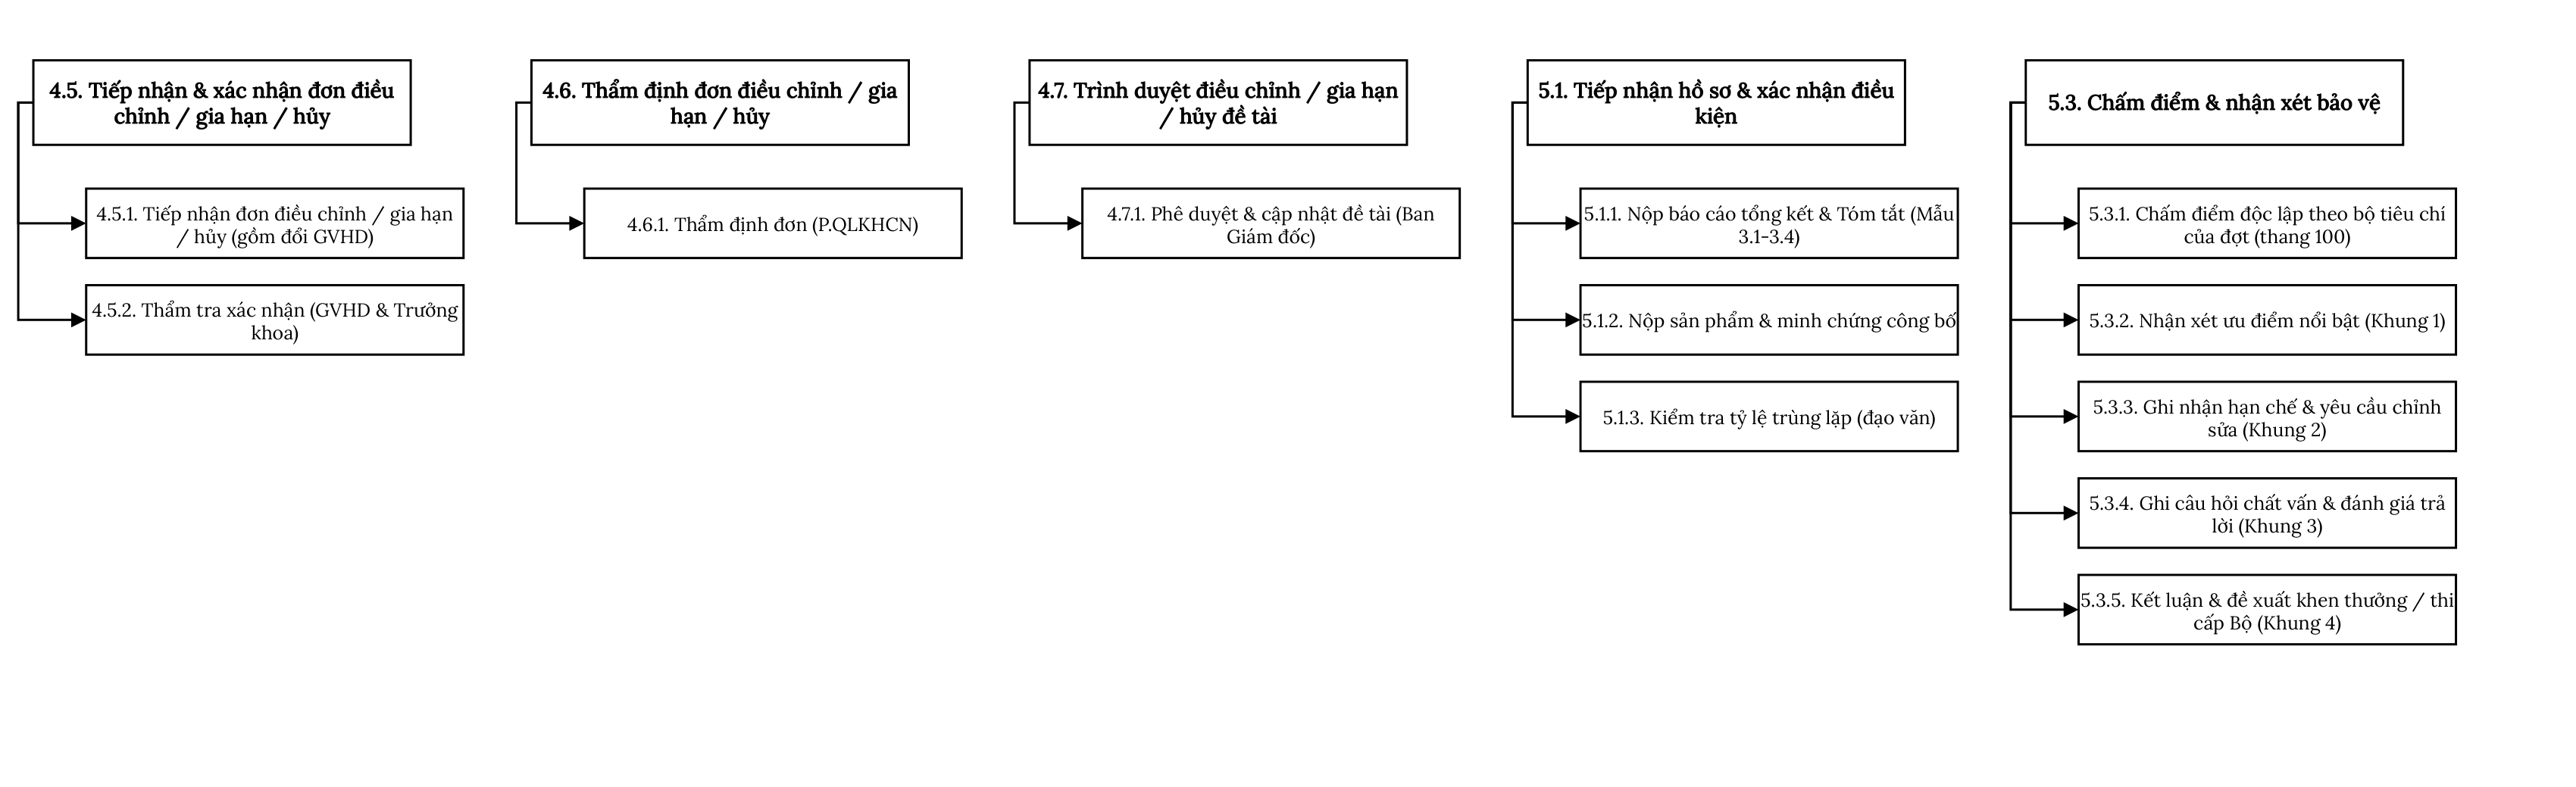 4.5. Tiếp nhận & xác nhận đơn điều
chỉnh / gia hạn / hủy
4.5.1. Tiếp nhận đơn điều chỉnh / gia hạn
/ hủy (gồm đổi GVHD)
4.5.2. Thẩm tra xác nhận (GVHD & Trưởng
khoa)
4.6. Thẩm định đơn điều chỉnh / gia
hạn / hủy
4.6.1. Thẩm định đơn (P.QLKHCN)
4.7. Trình duyệt điều chỉnh / gia hạn
/ hủy đề tài
4.7.1. Phê duyệt & cập nhật đề tài (Ban
Giám đốc)
5.1. Tiếp nhận hồ sơ & xác nhận điều
kiện
5.1.1. Nộp báo cáo tổng kết & Tóm tắt (Mẫu
3.1-3.4)
5.1.2. Nộp sản phẩm & minh chứng công bố
5.1.3. Kiểm tra tỷ lệ trùng lặp (đạo văn)
5.3. Chấm điểm & nhận xét bảo vệ
5.3.1. Chấm điểm độc lập theo bộ tiêu chí
của đợt (thang 100)
5.3.2. Nhận xét ưu điểm nổi bật (Khung 1)
5.3.3. Ghi nhận hạn chế & yêu cầu chỉnh
sửa (Khung 2)
5.3.4. Ghi câu hỏi chất vấn & đánh giá trả
lời (Khung 3)
5.3.5. Kết luận & đề xuất khen thưởng / thi
cấp Bộ (Khung 4)